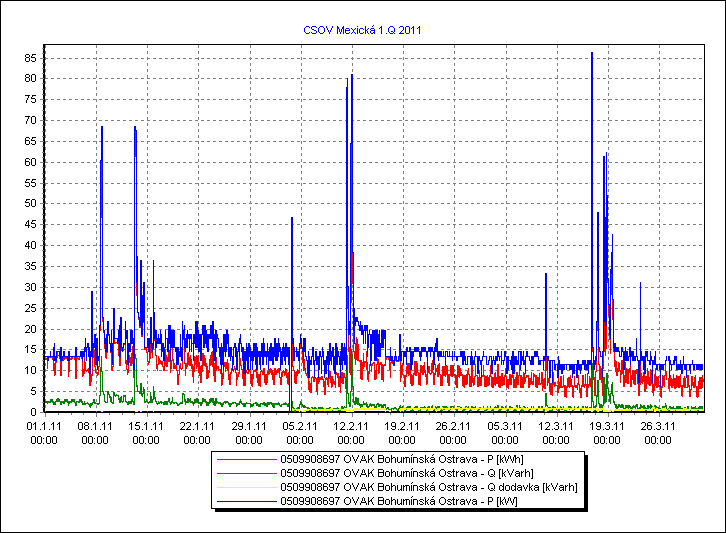 CSOV Mexická 1.Q 2011
85
80
75
70
65
60
55
50
45
40
35
30
25
20
15
10
5
0
01.1.11 08.1.11 15.1.11 22.1.11 29.1.11 05.2.11 12.2.11 19.2.11 26.2.11 05.3.11 12.3.11 19.3.11 26.3.11
00:00 00:00 00:00 00:00 00:00 00:00 00:00 00:00 00:00 00:00 00:00 00:00 00:00
0509908697 OVAK Bohumínská Ostrava - P [kWh]
0509908697 OVAK Bohumínská Ostrava - Q [kVarh]
0509908697 OVAK Bohumínská Ostrava - Q dodavka [kVarh]
0509908697 OVAK Bohumínská Ostrava - P [kW]